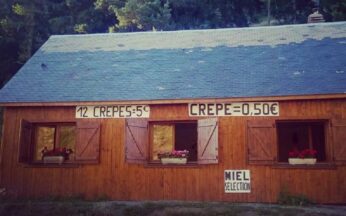 12 CREPES=5€
CREPE=0,50€
MIEL
SELECTION